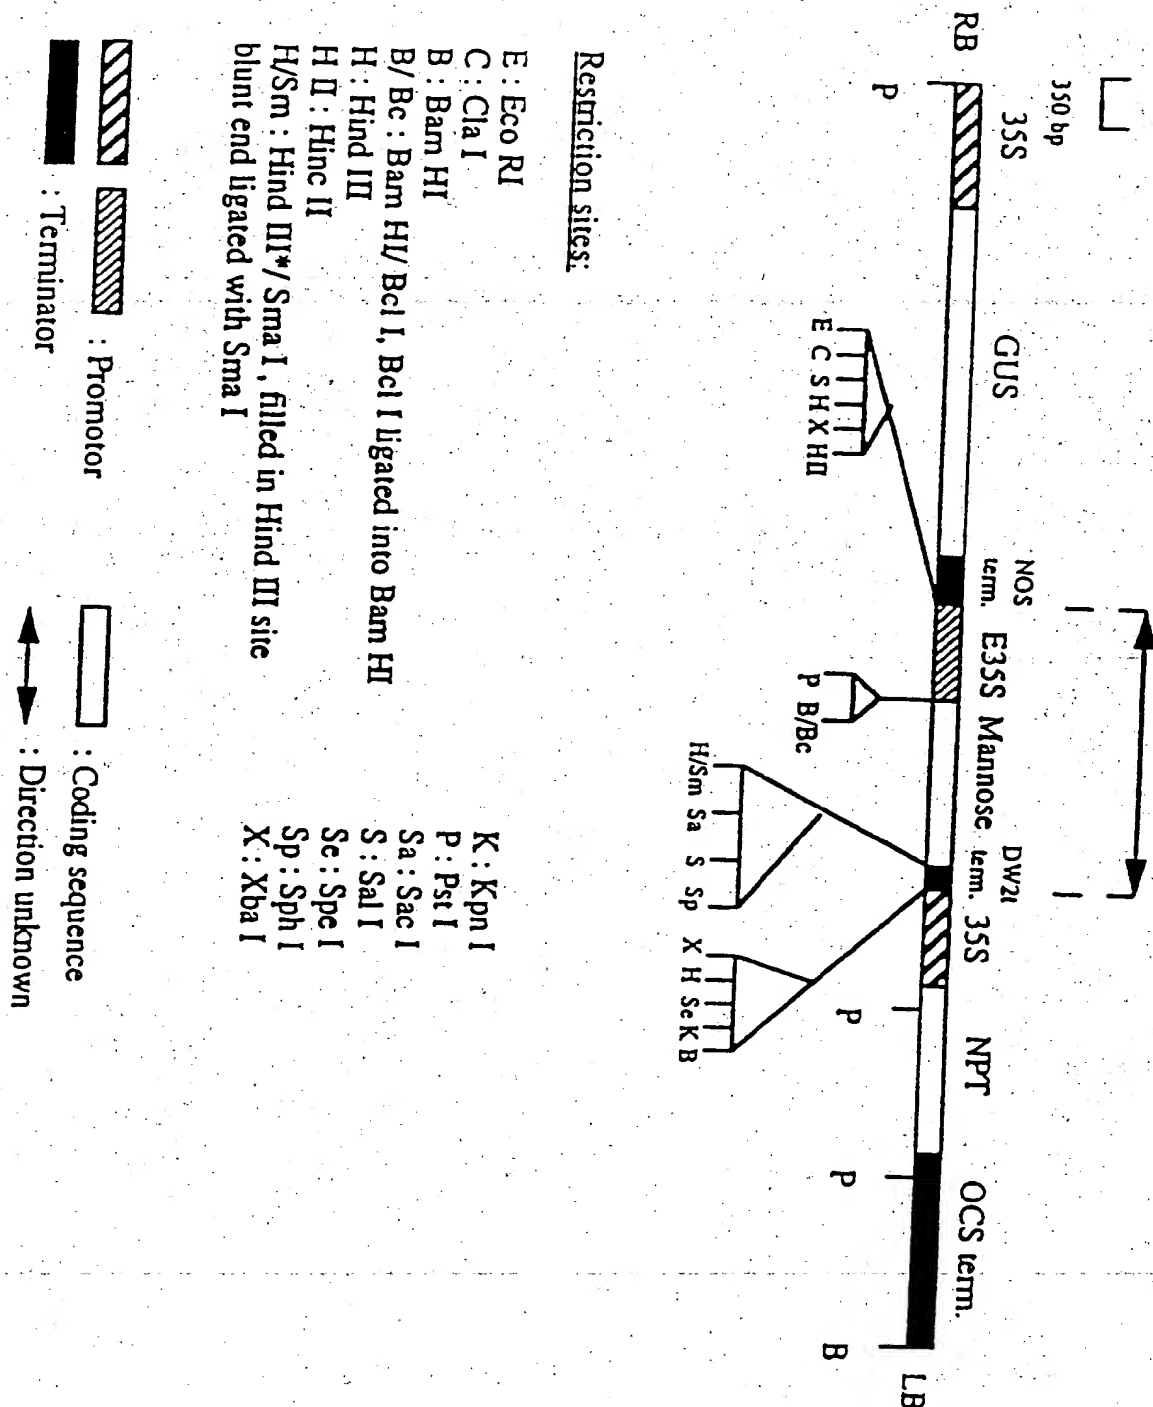 350 bp
RB 35S GUS NOS term. E35S Mannose DW2t term. 35S NPT OCS term. LB
P
E C S H X HII
P B/Bc
H/Sm Sa S Sp
X H Se K B
P
P
B
Restriction sites:
E : Eco RI
C : Cla I
B : Bam HI
B/ Bc : Bam HI/ Bcl I, Bcl I ligated into Bam HI
H : Hind III
H II : Hinc II
H/Sm : Hind III*/ Sma I , filled in Hind III site
blunt end ligated with Sma I
K : Kpn I
P : Pst I
Sa : Sac I
S : Sal I
Se : Spe I
Sp : Sph I
X : Xba I
: Promotor
: Terminator
: Coding sequence
: Direction unknown